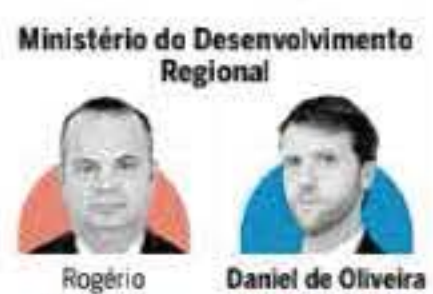 Ministério do Desenvolvimento
Regional
Rogério
Daniel de Oliveira